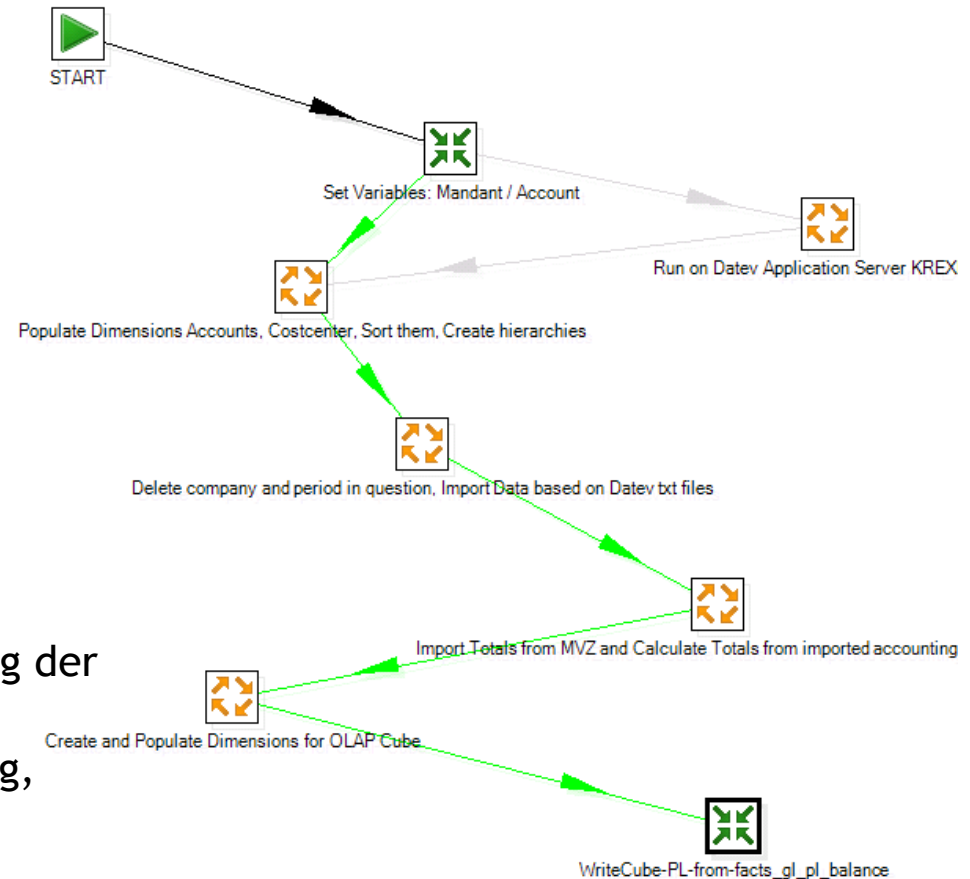 START
Set Variables: Mandant / Account
Run on Datev Application Server KREX
Populate Dimensions Accounts, Costcenter, Sort them, Create hierarchies
Delete company and period in question, Import Data based on Datev txt files
Import Totals from MVZ and Calculate Totals from imported accounting
g der
Create and Populate Dimensions for OLAP Cube
g,
WriteCube-PL-from-facts_gl_pl_balance